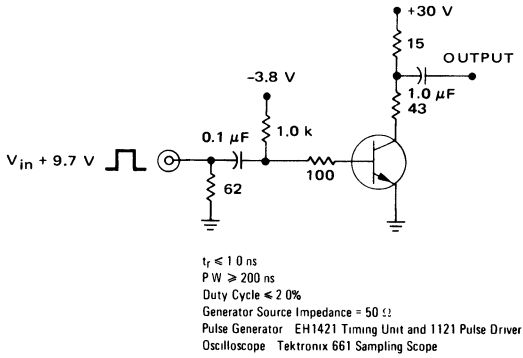 +30 V
15
OUTPUT
1.0 µF
43
−3.8 V
0.1 µF
1.0 k
V in + 9.7 V
100
62
t r ≤ 1 0 ns
P W ≥ 200 ns
Duty Cycle ≤ 2 0%
Generator Source Impedance = 50 Ω
Pulse Generator EH1421 Timing Unit and 1121 Pulse Driver
Oscilloscope Tektronix 661 Sampling Scope